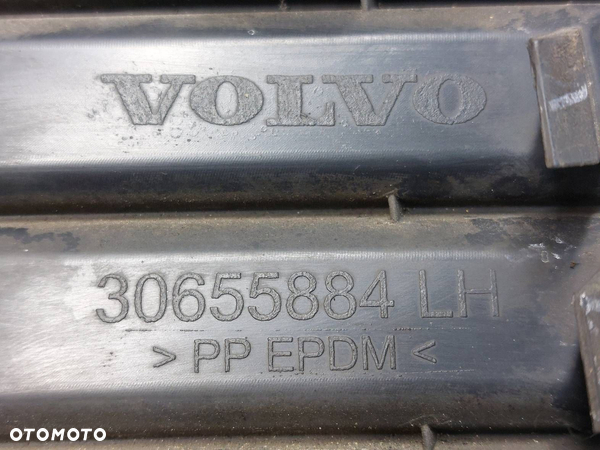 VOLVO
30655884 LH
> PP EPDM <
OTOMOTO